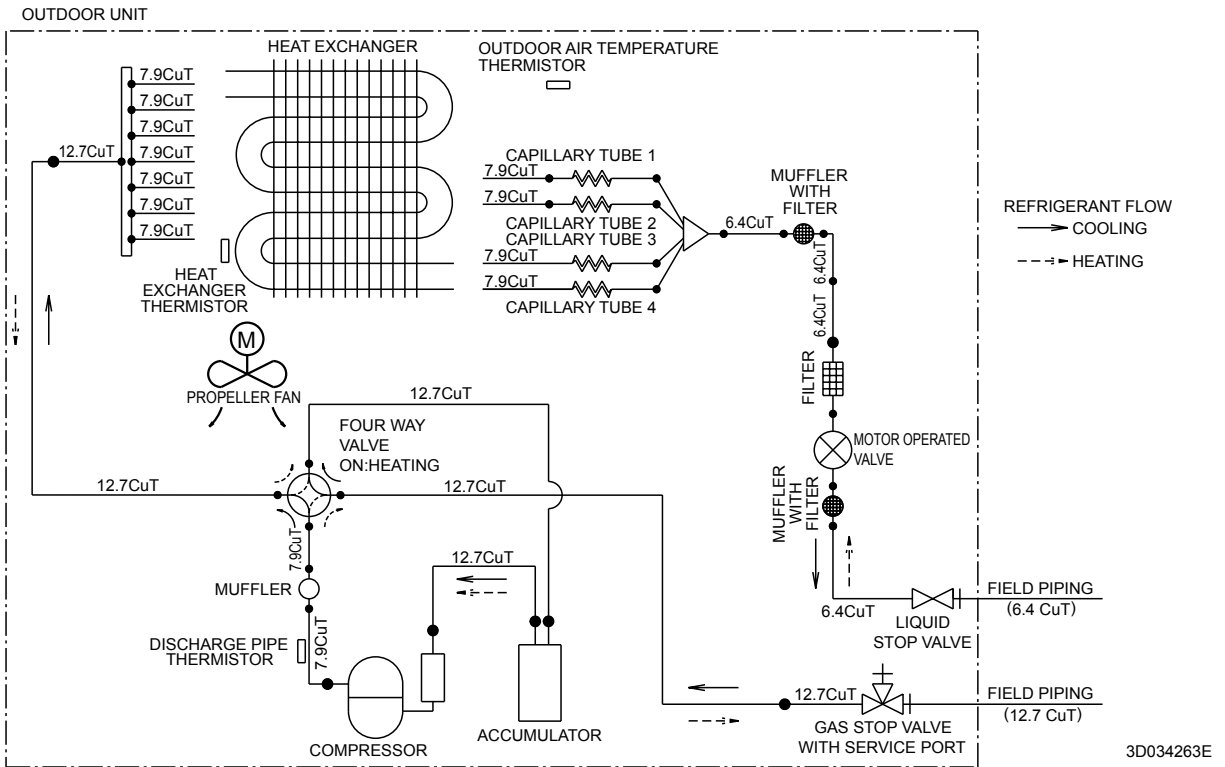 OUTDOOR UNIT
HEAT EXCHANGER
OUTDOOR AIR TEMPERATURE
THERMISTOR
7.9CuT
7.9CuT
7.9CuT
7.9CuT
7.9CuT
7.9CuT
7.9CuT
12.7CuT
HEAT
EXCHANGER
THERMISTOR
CAPILLARY TUBE 1
7.9CuT
7.9CuT
CAPILLARY TUBE 2
CAPILLARY TUBE 3
7.9CuT
7.9CuT
CAPILLARY TUBE 4
6.4CuT
MUFFLER
WITH
FILTER
6.4CuT
6.4CuT
FILTER
MOTOR OPERATED
VALVE
MUFFLER
WITH
FILTER
REFRIGERANT FLOW
COOLING
HEATING
M
PROPELLER FAN
12.7CuT
FOUR WAY
VALVE
ON:HEATING
12.7CuT
12.7CuT
7.9CuT
MUFFLER
12.7CuT
DISCHARGE PIPE
THERMISTOR
7.9CuT
COMPRESSOR
ACCUMULATOR
6.4CuT
LIQUID
STOP VALVE
FIELD PIPING
(6.4 CuT)
12.7CuT
GAS STOP VALVE
WITH SERVICE PORT
FIELD PIPING
(12.7 CuT)
3D034263E